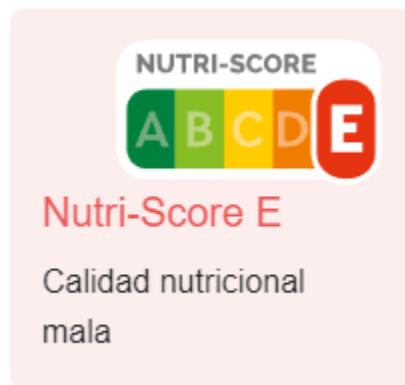 NUTRI-SCORE
A B C D E
Nutri-Score E
Calidad nutricional
mala